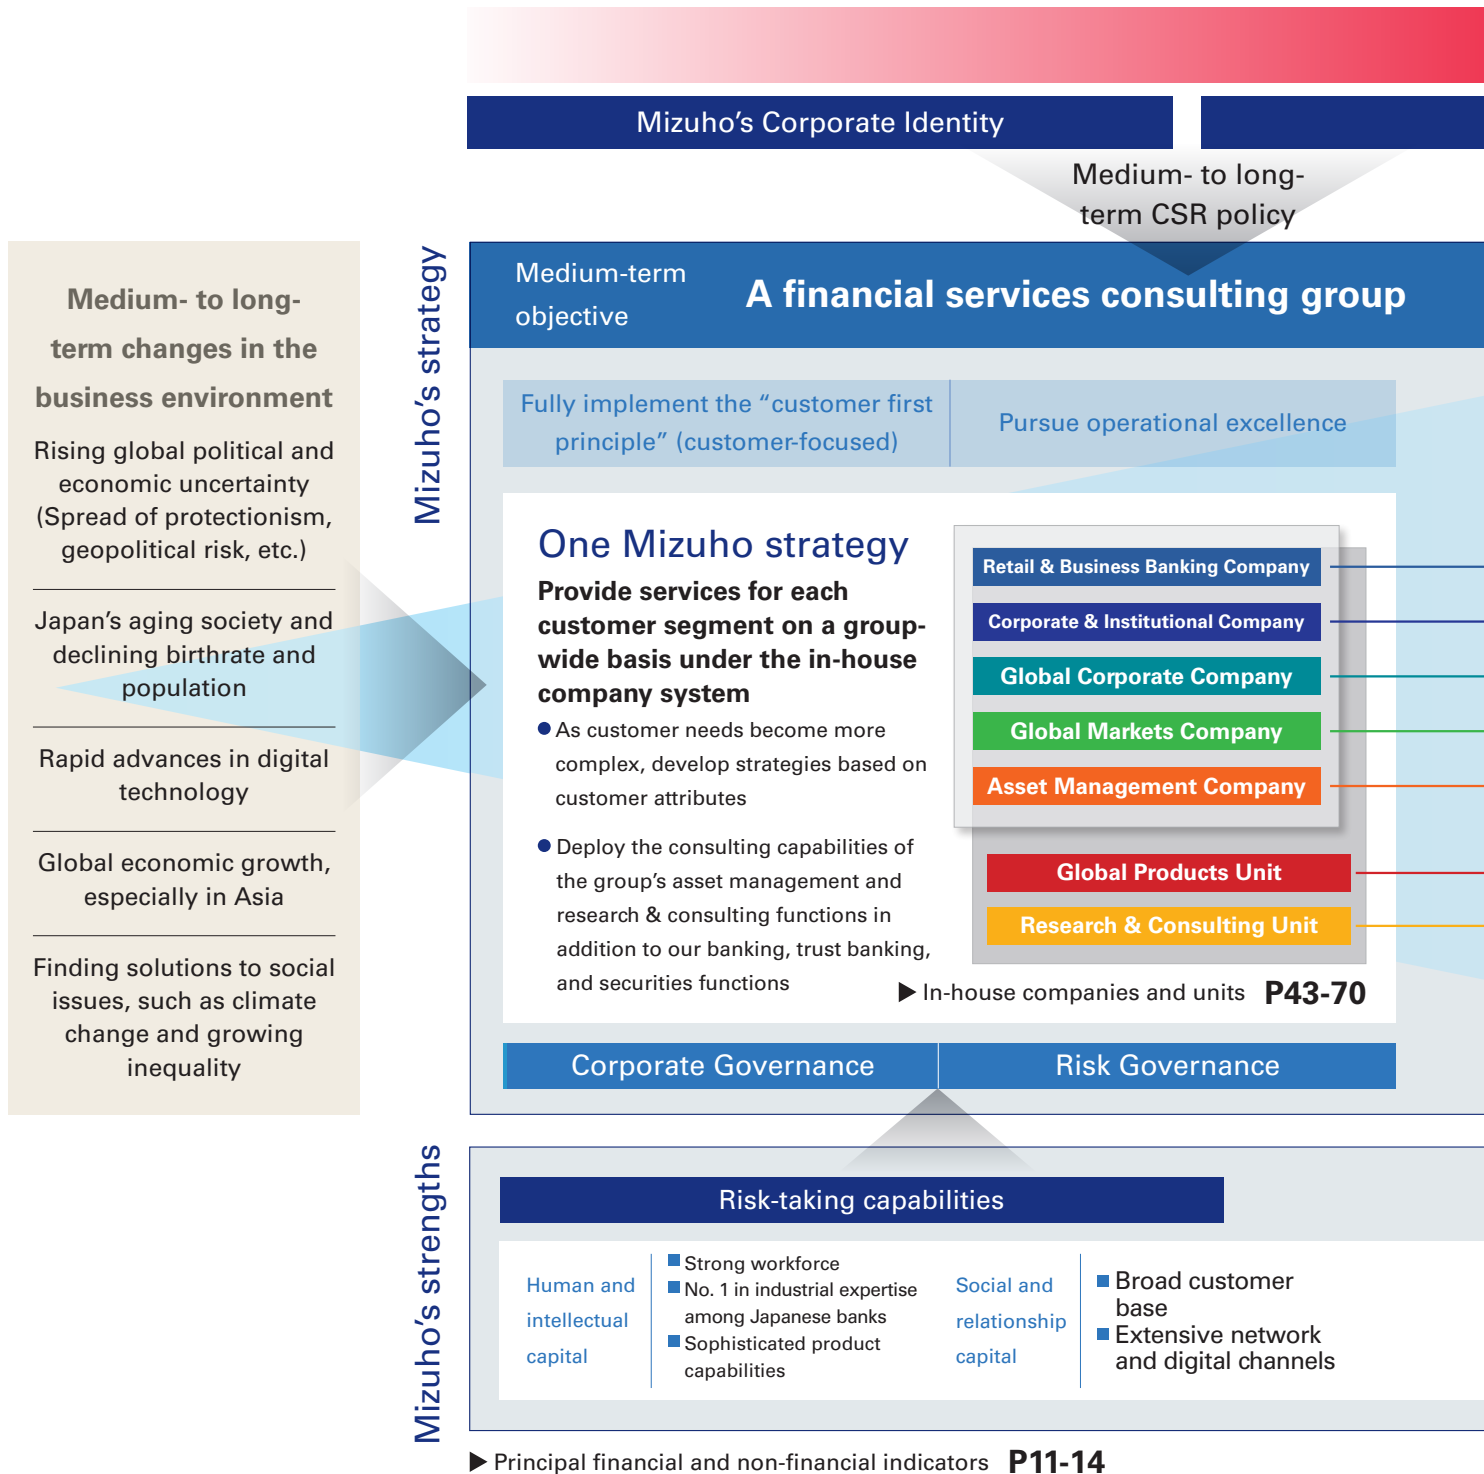 Mizuho’s Corporate Identity
Medium- to long-
term CSR policy
Medium- to long-
term changes in the
business environment
Rising global political and
economic uncertainty
(Spread of protectionism,
geopolitical risk, etc.)
Japan’s aging society and
declining birthrate and
population
Rapid advances in digital
technology
Global economic growth,
especially in Asia
Finding solutions to social
issues, such as climate
change and growing
inequality
Mizuho’s strategy
Medium-term
objective
A financial services consulting group
Fully implement the “customer first
principle” (customer-focused)
Pursue operational excellence
One Mizuho strategy
Provide services for each
customer segment on a group-
wide basis under the in-house
company system
● As customer needs become more
complex, develop strategies based on
customer attributes
● Deploy the consulting capabilities of
the group’s asset management and
research & consulting functions in
addition to our banking, trust banking,
and securities functions
Retail & Business Banking Company
Corporate & Institutional Company
Global Corporate Company
Global Markets Company
Asset Management Company
Global Products Unit
Research & Consulting Unit
▶ In-house companies and units P43-70
Corporate Governance
Risk Governance
Mizuho’s strengths
Risk-taking capabilities
Human and
intellectual
capital
■ Strong workforce
■ No. 1 in industrial expertise
among Japanese banks
■ Sophisticated product
capabilities
Social and
relationship
capital
■ Broad customer
base
■ Extensive network
and digital channels
▶ Principal financial and non-financial indicators P11-14